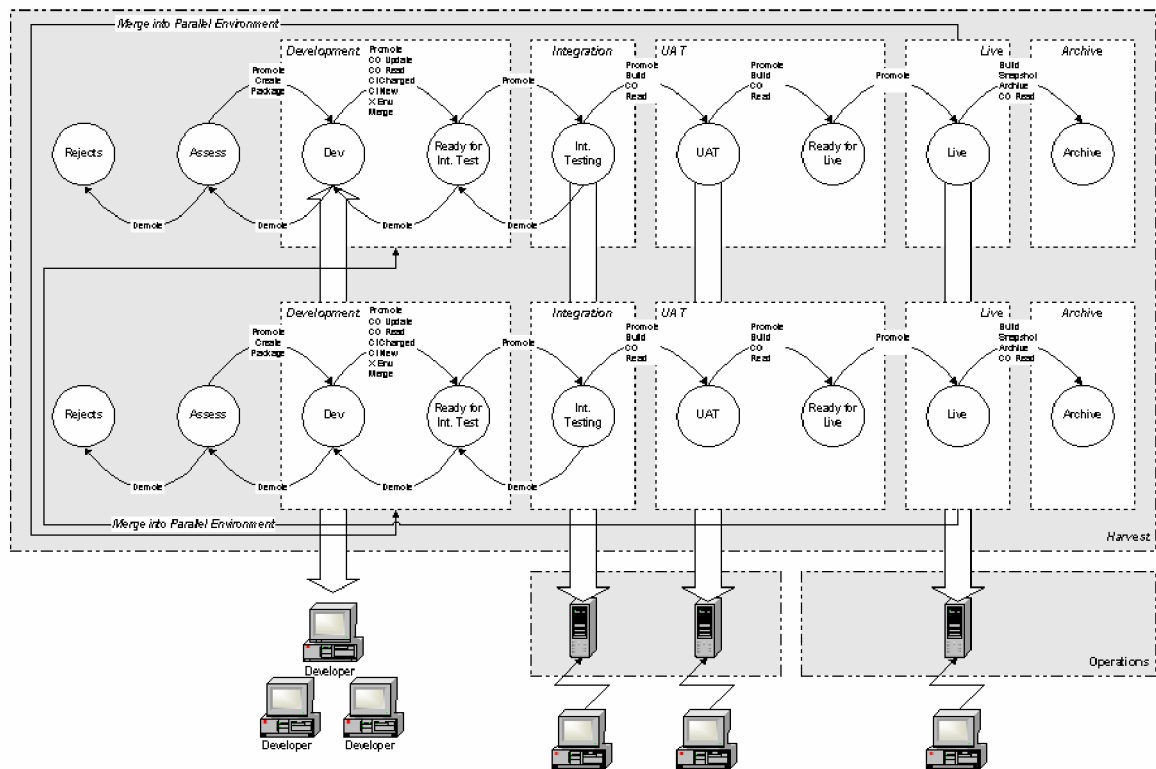 Merge into Parallel Environment
Development
Integration
UAT
Live
Archive
Promote
Create
Package
Promote
CO Update
CO Read
CI Charged
CI New
X Enu
Merge
Promote
Promote
Build
CO
Read
Promote
Build
CO
Read
Promote
Build
Snapshot
Archive
CO Read
Rejects
Assess
Dev
Ready for
Int. Test
Int.
Testing
UAT
Ready for
Live
Live
Archive
Demote
Demote
Demote
Demote
Development
Integration
UAT
Live
Archive
Promote
Create
Package
Promote
CO Update
CO Read
CI Charged
CI New
X Enu
Merge
Promote
Promote
Build
CO
Read
Promote
Build
CO
Read
Promote
Build
Snapshot
Archive
CO Read
Rejects
Assess
Dev
Ready for
Int. Test
Int.
Testing
UAT
Ready for
Live
Live
Archive
Demote
Demote
Demote
Demote
Merge into Parallel Environment
Harvest
Operations
Developer
Developer
Developer